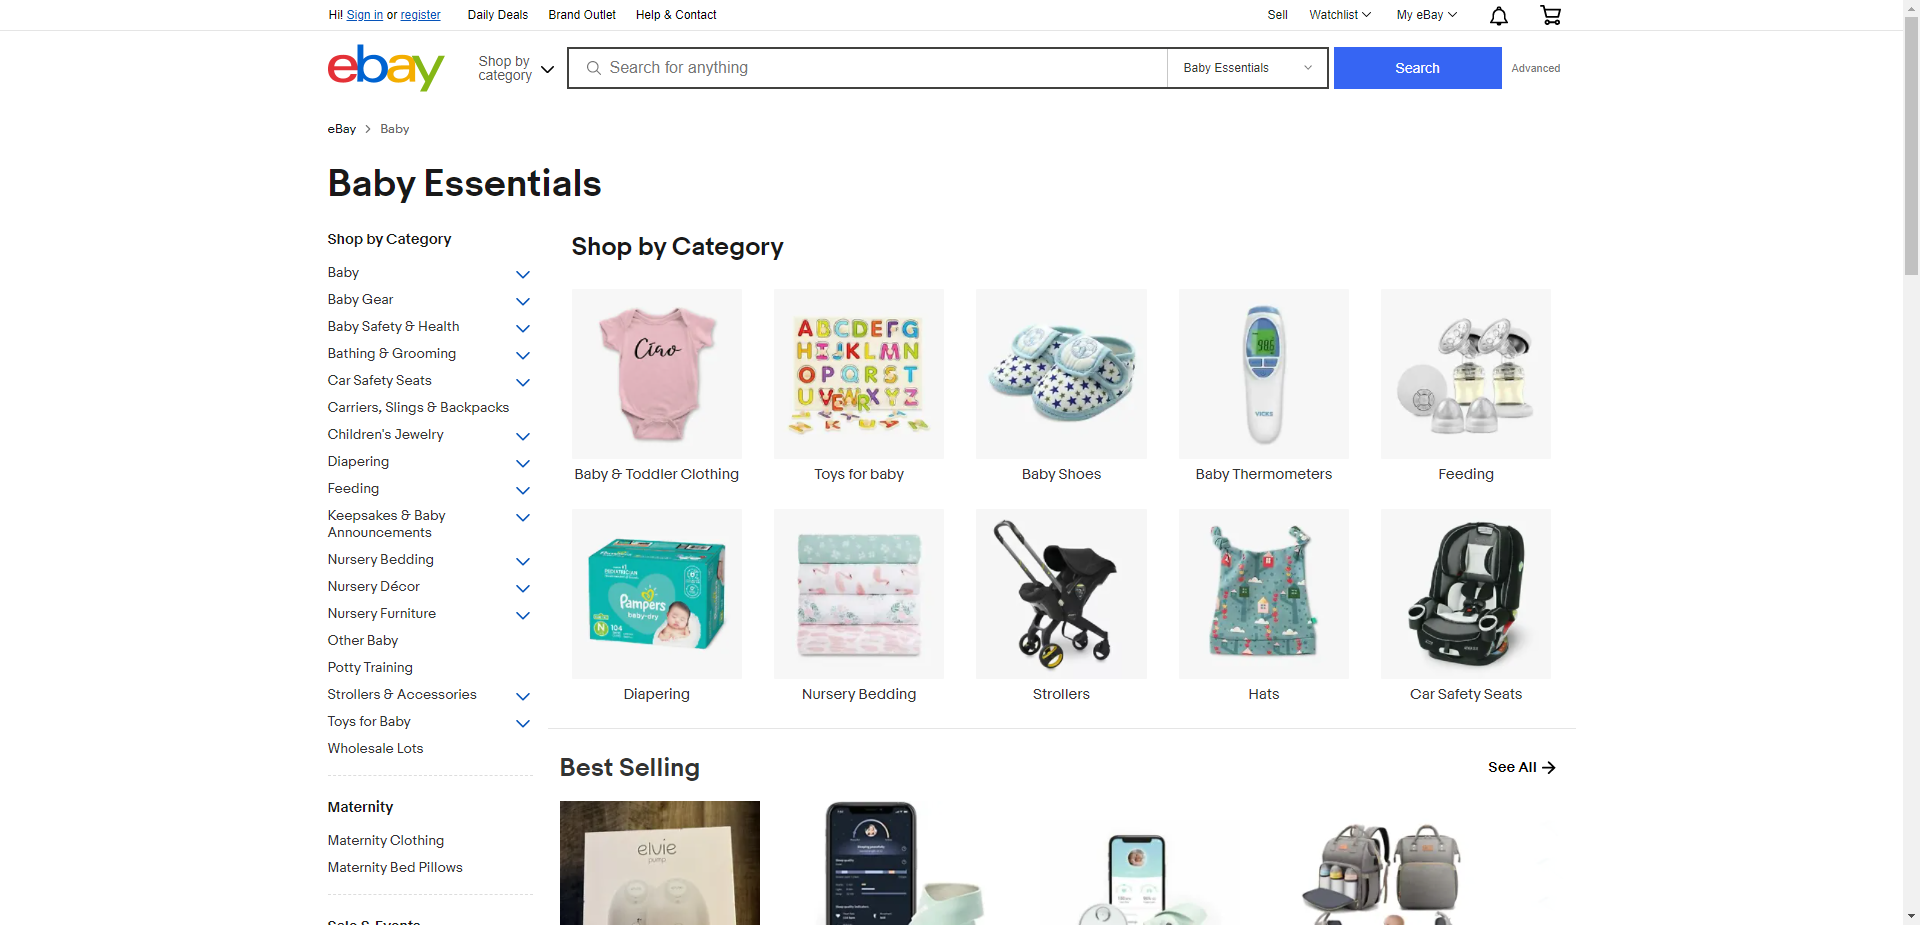 Hi! Sign in or register
Daily Deals
Brand Outlet
Help & Contact
Sell
Watchlist
My eBay
ebay
Shop by
category
Search for anything
Baby Essentials
Search
Advanced
eBay
Baby
Baby Essentials
Shop by Category
Baby
Baby Gear
Baby Safety & Health
Bathing & Grooming
Car Safety Seats
Carriers, Slings & Backpacks
Children's Jewelry
Diapering
Feeding
Keepsakes & Baby
Announcements
Nursery Bedding
Nursery Décor
Nursery Furniture
Other Baby
Potty Training
Strollers & Accessories
Toys for Baby
Wholesale Lots
Maternity
Maternity Clothing
Maternity Bed Pillows
Sale & Events
Shop by Category
Ciao
ABCDEFG
HIJKLMN
OPQRST
98.6
VICKS
Baby & Toddler Clothing
Toys for baby
Baby Shoes
Baby Thermometers
Feeding
Pampers
baby-dry
N 104
Diapering
Nursery Bedding
Strollers
Hats
Car Safety Seats
Best Selling
See All
elvie
pump